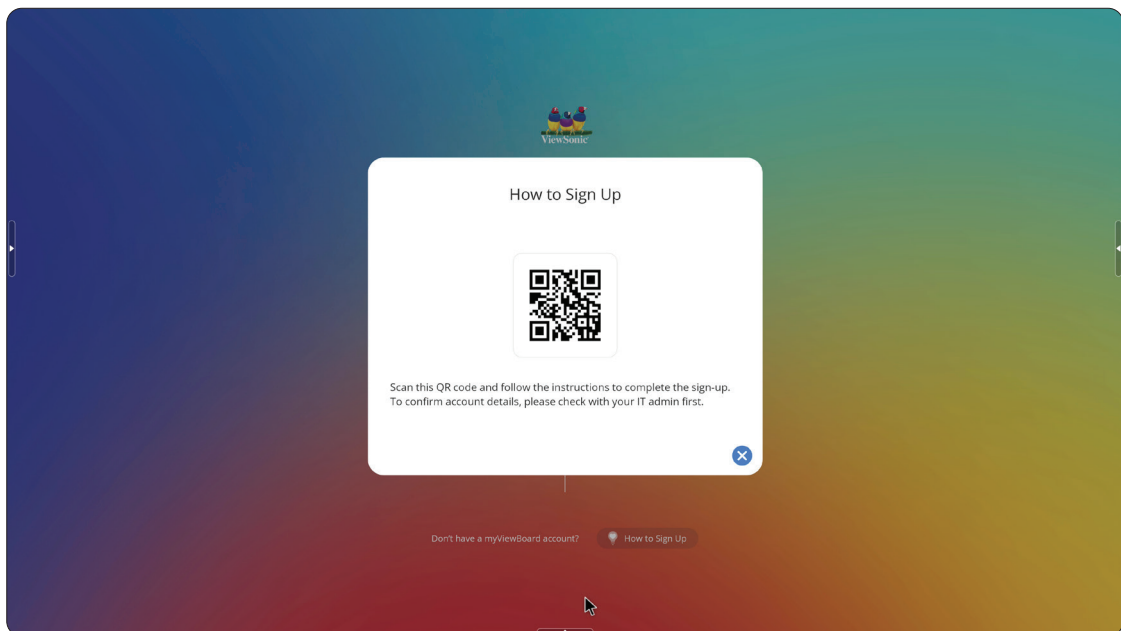 ViewSonic
How to Sign Up
Scan this QR code and follow the instructions to complete the sign-up.
To confirm account details, please check with your IT admin first.
Don't have a myViewBoard account?
How to Sign Up